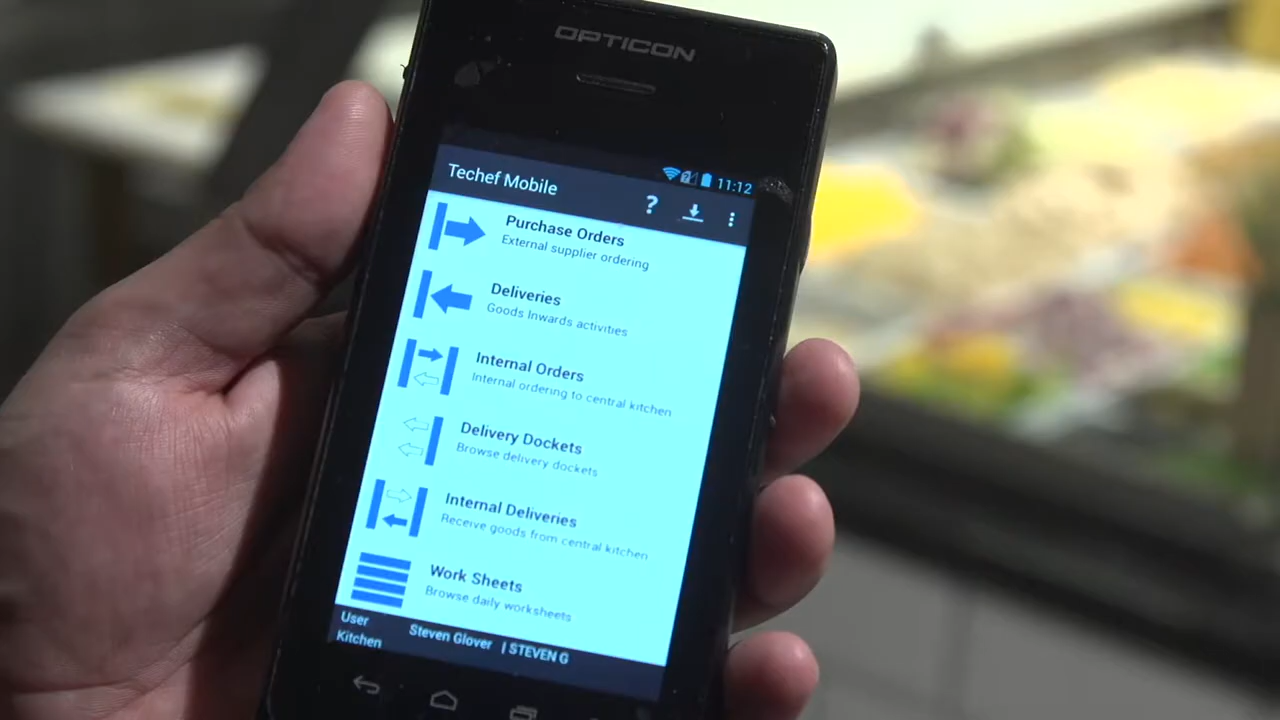 OPTICON
Techef Mobile
11:12
?
Purchase Orders
External supplier ordering
Deliveries
Goods Inwards activities
Internal Orders
Internal ordering to central kitchen
Delivery Dockets
Browse delivery dockets
Internal Deliveries
Receive goods from central kitchen
Work Sheets
Browse daily worksheets
User Steven Glover | STEVEN G
Kitchen